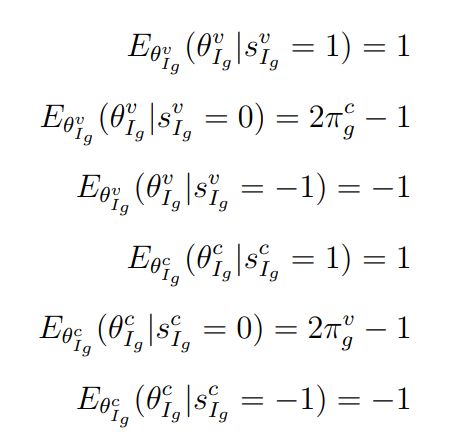 $E_{\theta^v_{I_g}}(\theta^v_{I_g}|s^v_{I_g} = 1) = 1$
$E_{\theta^v_{I_g}}(\theta^v_{I_g}|s^v_{I_g} = 0) = 2\pi^c_g - 1$
$E_{\theta^v_{I_g}}(\theta^v_{I_g}|s^v_{I_g} = -1) = -1$
$E_{\theta^c_{I_g}}(\theta^c_{I_g}|s^c_{I_g} = 1) = 1$
$E_{\theta^c_{I_g}}(\theta^c_{I_g}|s^c_{I_g} = 0) = 2\pi^v_g - 1$
$E_{\theta^c_{I_g}}(\theta^c_{I_g}|s^c_{I_g} = -1) = -1$